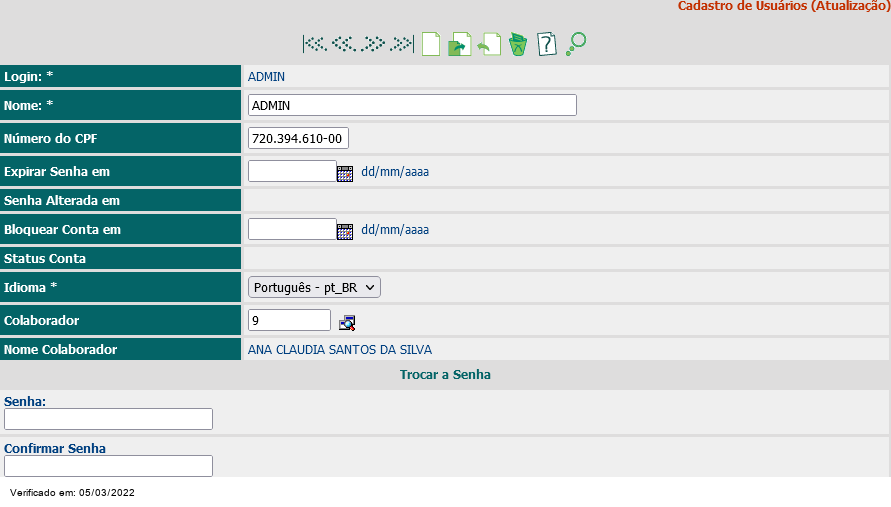 Cadastro de Usuários (Atualização)
Login: * ADMIN
Nome: * ADMIN
Número do CPF 720.394.610-00
Expirar Senha em dd/mm/aaaa
Senha Alterada em
Bloquear Conta em dd/mm/aaaa
Status Conta
Idioma * Português - pt_BR
Colaborador 9
Nome Colaborador ANA CLAUDIA SANTOS DA SILVA
Trocar a Senha
Senha:
Confirmar Senha
Verificado em: 05/03/2022